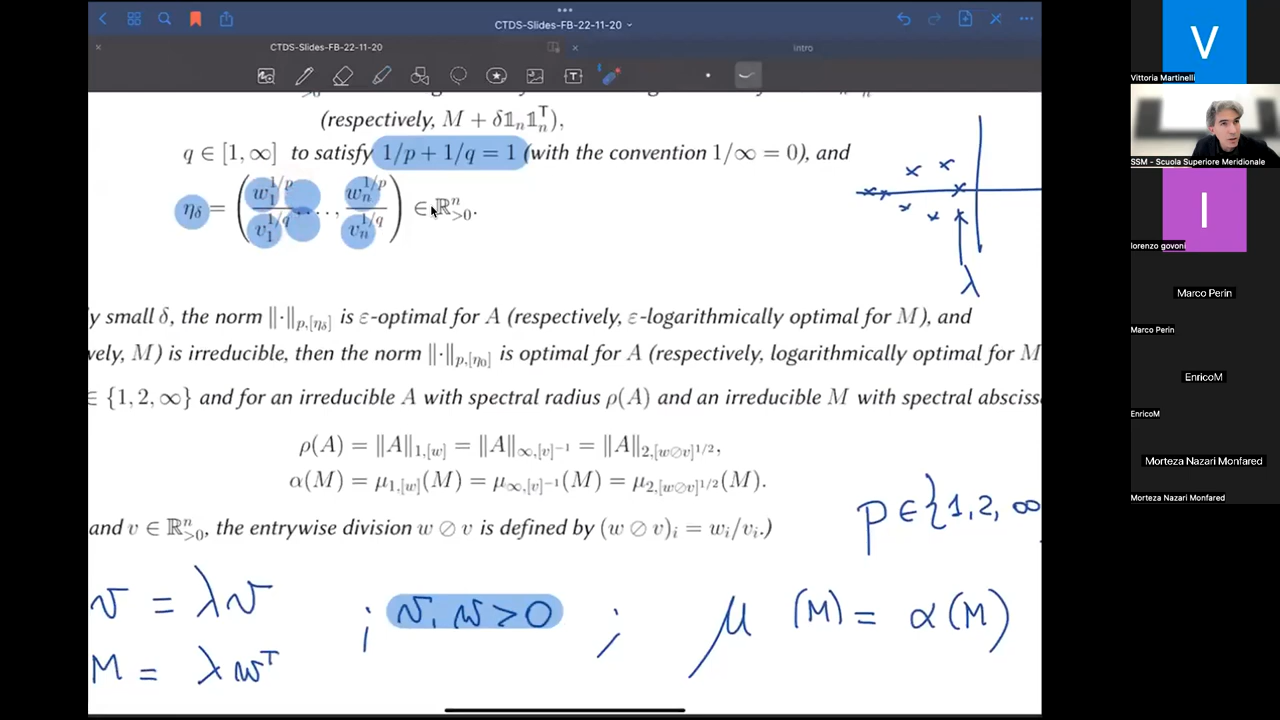 CTDS-Slides-FB-22-11-20
CTDS-Slides-FB-22-11-20
Intro
(respectively, M + δ𝟙ₙ𝟙ₙᵀ),
q ∈ [1, ∞] to satisfy 1/p + 1/q = 1 (with the convention 1/∞ = 0), and
η_δ = (w₁^{1/p}/v₁^{1/q}, . . . , wₙ^{1/p}/vₙ^{1/q}) ∈ ℝⁿ_{>0}.
λ
y small δ, the norm ‖·‖_{p,[η_δ]} is ε-optimal for A (respectively, ε-logarithmically optimal for M), and
vely, M) is irreducible, then the norm ‖·‖_{p,[η₀]} is optimal for A (respectively, logarithmically optimal for M
∈ {1, 2, ∞} and for an irreducible A with spectral radius ρ(A) and an irreducible M with spectral absciss
ρ(A) = ‖A‖_{1,[w]} = ‖A‖_{∞,[v]⁻¹} = ‖A‖_{2,[w⊘v]^{1/2}},
α(M) = μ_{1,[w]}(M) = μ_{∞,[v]⁻¹}(M) = μ_{2,[w⊘v]^{1/2}}(M).
p ∈ {1, 2, ∞
and v ∈ ℝⁿ_{>0}, the entrywise division w ⊘ v is defined by (w ⊘ v)ᵢ = wᵢ/vᵢ.)
v = λv ; v, w > 0 ; μ (M) = α(M)
M = λwᵀ
V
Vittoria Martinelli
SSM - Scuola Superiore Meridionale
I
lorenzo govoni
Marco Perin
Marco Perin
EnricoM
EnricoM
Morteza Nazari Monfared
Morteza Nazari Monfared